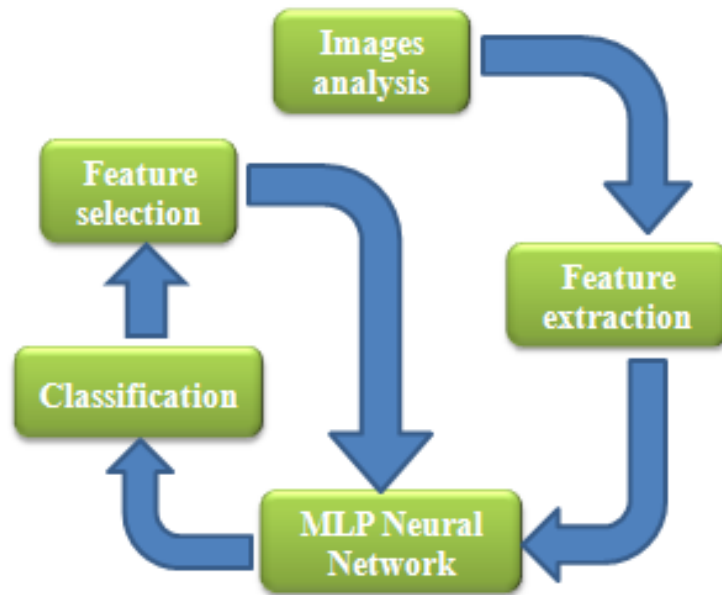 Images
analysis
Feature
selection
Feature
extraction
Classification
MLP Neural
Network